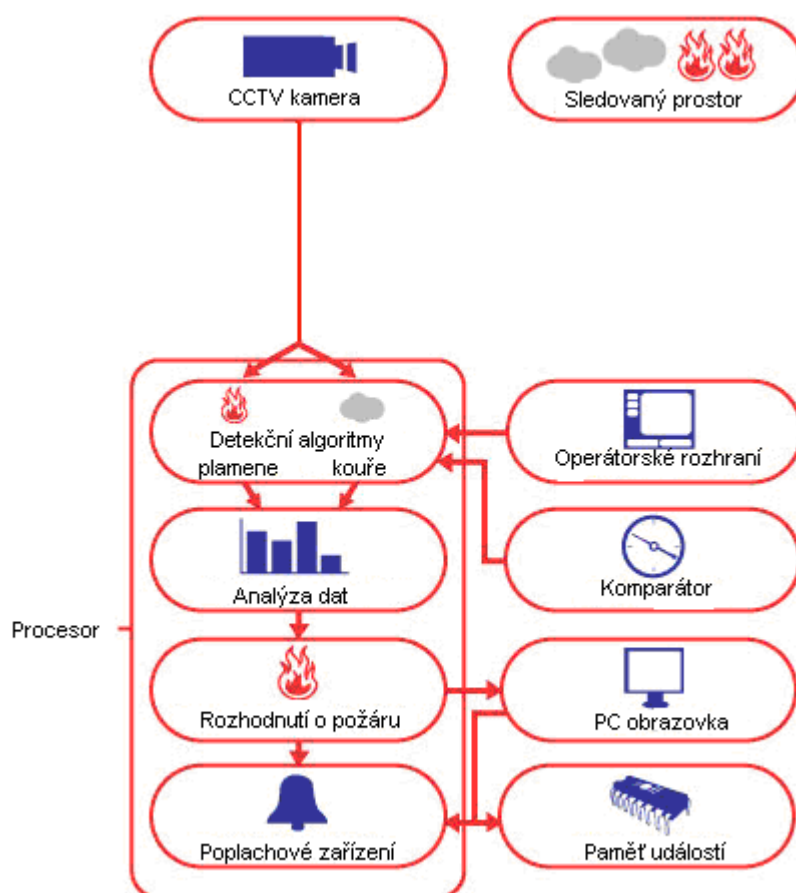 CCTV kamera
Sledovaný prostor
Detekční algoritmy
plamene kouře
Operátorské rozhraní
Analýza dat
Komparátor
Procesor
Rozhodnutí o požáru
PC obrazovka
Poplachové zařízení
Paměť událostí